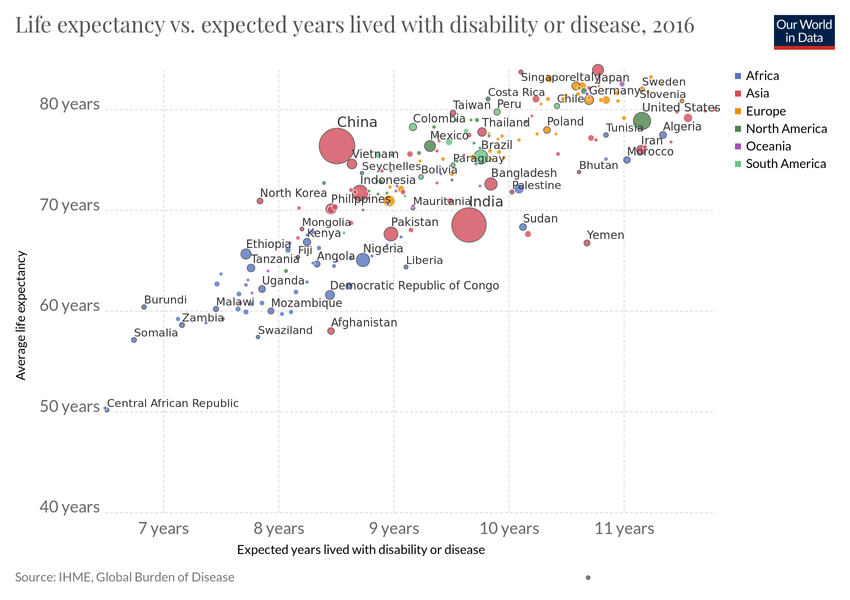 Life expectancy vs. expected years lived with disability or disease, 2016
Our World
in Data
Africa
Asia
Europe
North America
Oceania
South America
80 years
70 years
60 years
50 years
40 years
Average life expectancy
Singapore
Italy
Japan
Sweden
Costa Rica
Germany
Slovenia
Taiwan
Peru
Chile
United States
China
Colombia
Thailand
Poland
Tunisia
Algeria
Mexico
Brazil
Iran
Vietnam
Morocco
Paraguay
Seychelles
Bolivia
Bhutan
Indonesia
Bangladesh
Palestine
North Korea
Philippines
Mauritania
India
Mongolia
Pakistan
Sudan
Kenya
Yemen
Ethiopia
Fiji
Nigeria
Tanzania
Angola
Liberia
Uganda
Democratic Republic of Congo
Burundi
Malawi
Mozambique
Zambia
Afghanistan
Somalia
Swaziland
Central African Republic
7 years
8 years
9 years
10 years
11 years
Expected years lived with disability or disease
Source: IHME, Global Burden of Disease